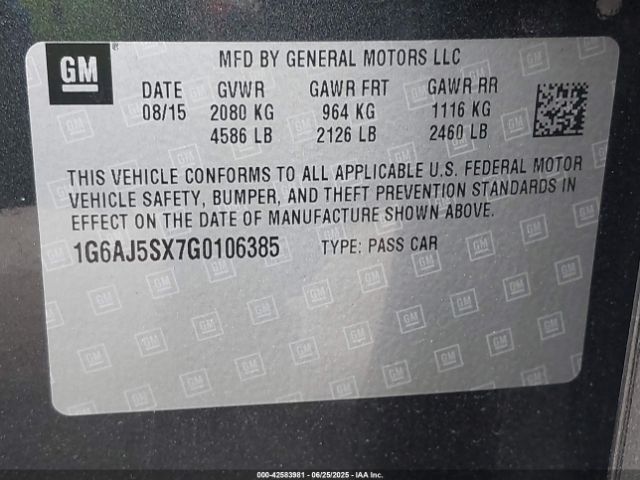 GM
MFD BY GENERAL MOTORS LLC
DATE GVWR GAWR FRT GAWR RR
08/15 2080 KG 964 KG 1116 KG
4586 LB 2126 LB 2460 LB
THIS VEHICLE CONFORMS TO ALL APPLICABLE U.S. FEDERAL MOTOR
VEHICLE SAFETY, BUMPER, AND THEFT PREVENTION STANDARDS IN
EFFECT ON THE DATE OF MANUFACTURE SHOWN ABOVE.
1G6AJ5SX7G0106385 TYPE: PASS CAR
000-42583981 - 06/25/2025 - IAA Inc.